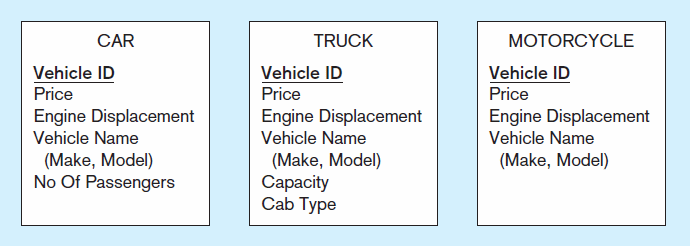 CAR
Vehicle ID
Price
Engine Displacement
Vehicle Name
(Make, Model)
No Of Passengers
TRUCK
Vehicle ID
Price
Engine Displacement
Vehicle Name
(Make, Model)
Capacity
Cab Type
MOTORCYCLE
Vehicle ID
Price
Engine Displacement
Vehicle Name
(Make, Model)